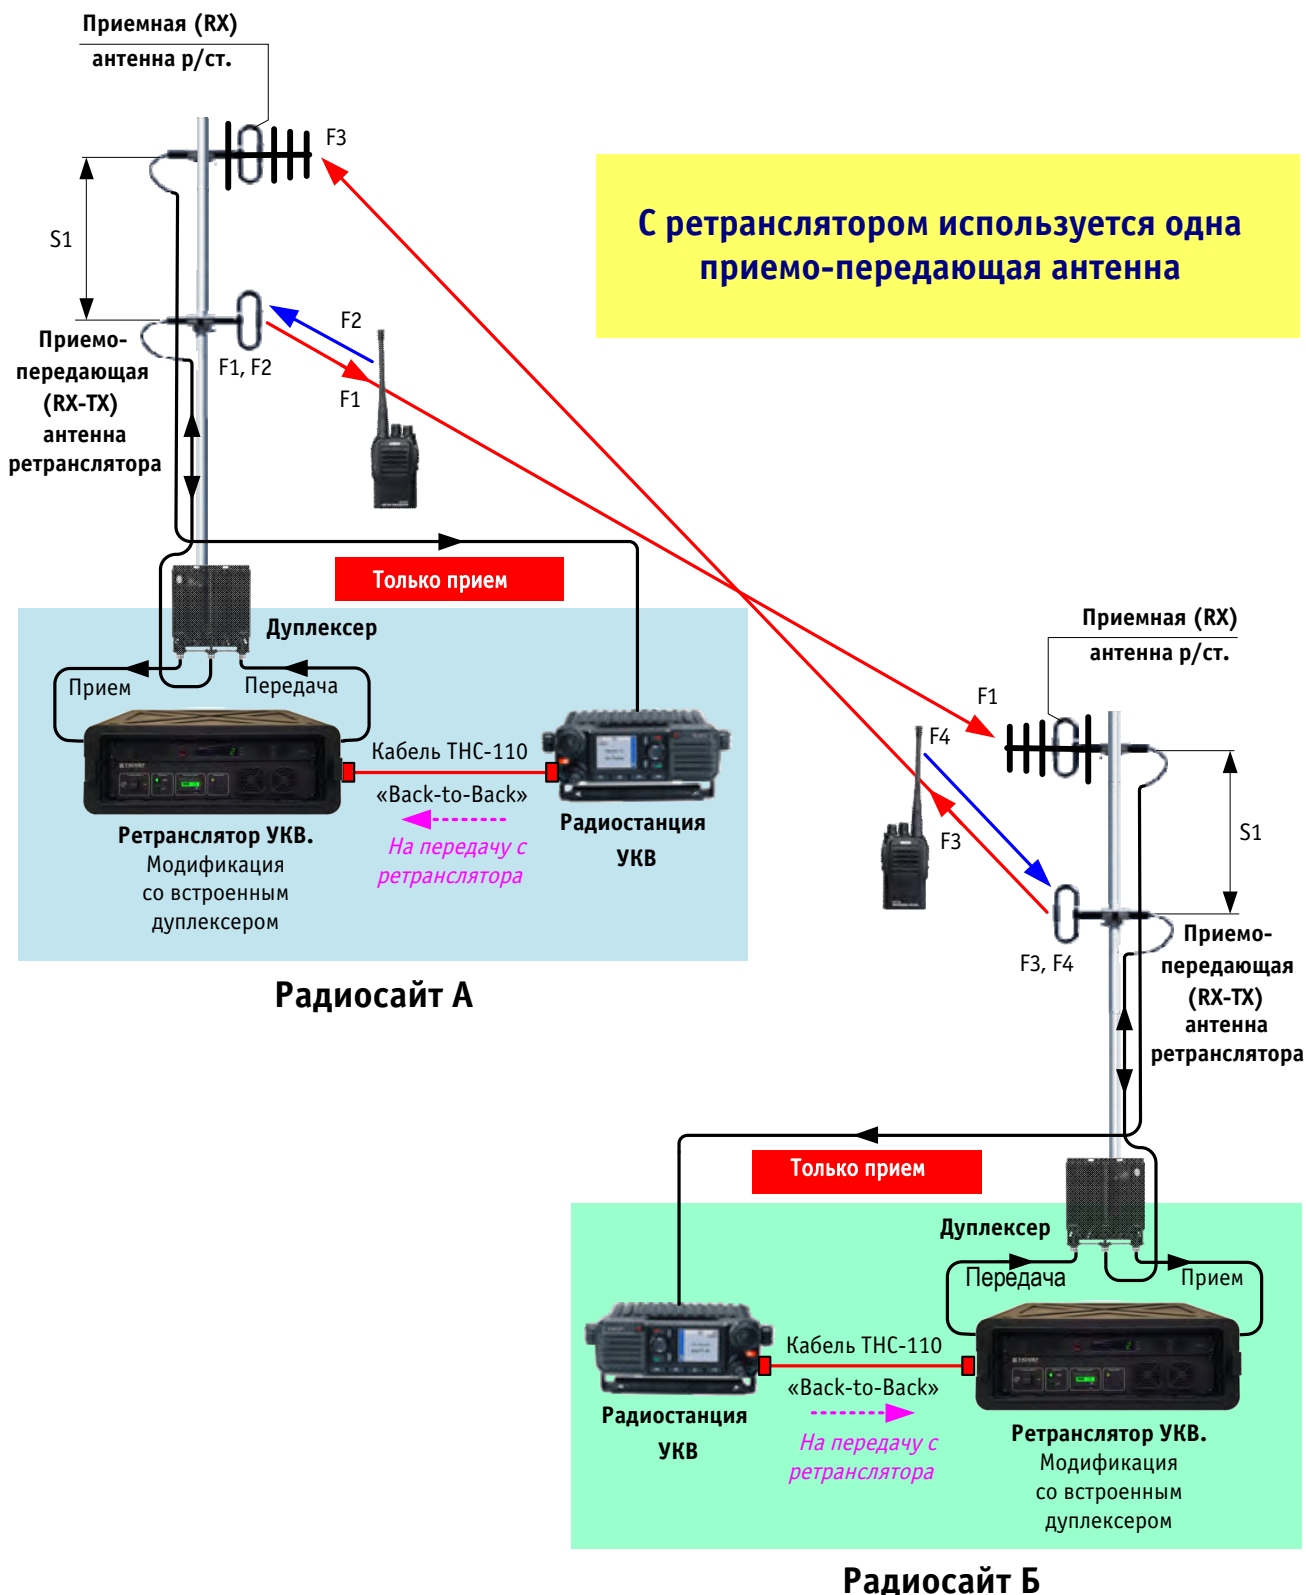 Приемная (RX)
антенна р/ст.
F3
С ретранслятором используется одна
приемо-передающая антенна
S1
F2
Приемо-
передающая
(RX-TX)
антенна
ретранслятора
F1, F2
F1
Только прием
Дуплексер
Прием
Передача
Кабель ТНС-110
«Back-to-Back»
На передачу с
ретранслятора
Ретранслятор УКВ.
Модификация
со встроенным
дуплексером
Радиостанция
УКВ
Радиосайт А
Приемная (RX)
антенна р/ст.
F1
F4
F3
S1
F3, F4
Приемо-
передающая
(RX-TX)
антенна
ретранслятора
Только прием
Дуплексер
Передача
Прием
Кабель ТНС-110
«Back-to-Back»
На передачу с
ретранслятора
Радиостанция
УКВ
Ретранслятор УКВ.
Модификация
со встроенным
дуплексером
Радиосайт Б